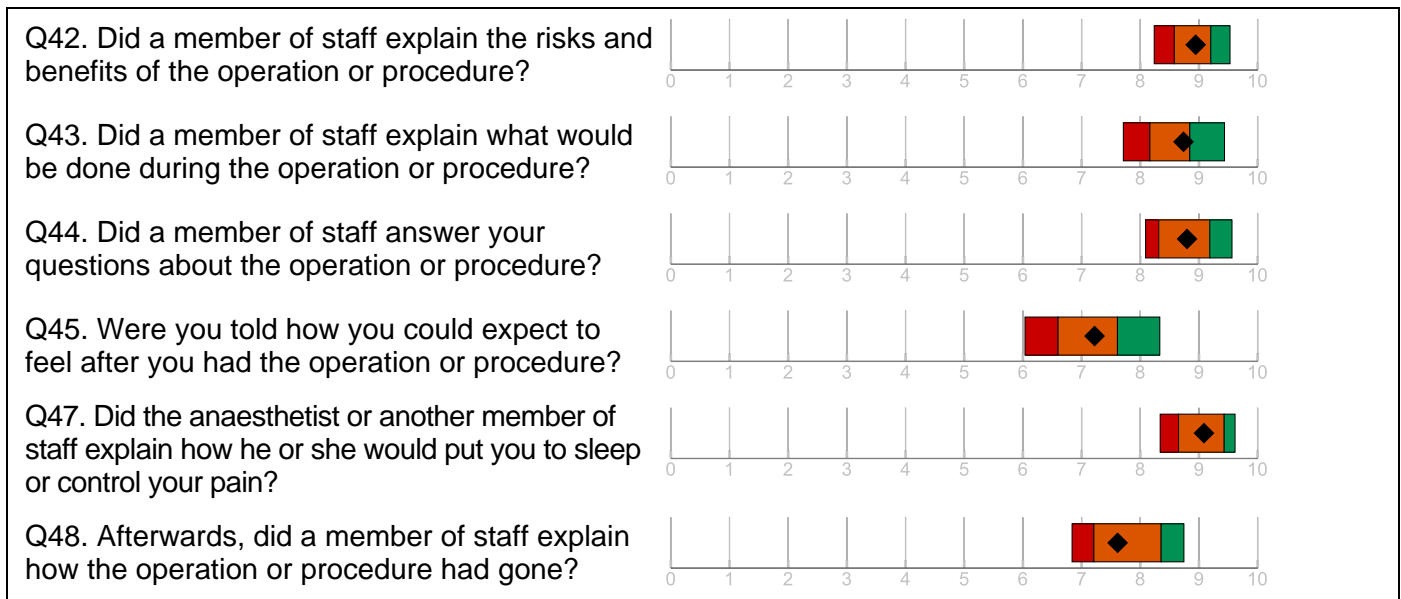 Q42. Did a member of staff explain the risks and
benefits of the operation or procedure?
0 1 2 3 4 5 6 7 8 9 10
Q43. Did a member of staff explain what would
be done during the operation or procedure?
0 1 2 3 4 5 6 7 8 9 10
Q44. Did a member of staff answer your
questions about the operation or procedure?
0 1 2 3 4 5 6 7 8 9 10
Q45. Were you told how you could expect to
feel after you had the operation or procedure?
0 1 2 3 4 5 6 7 8 9 10
Q47. Did the anaesthetist or another member of
staff explain how he or she would put you to sleep
or control your pain?
0 1 2 3 4 5 6 7 8 9 10
Q48. Afterwards, did a member of staff explain
how the operation or procedure had gone?
0 1 2 3 4 5 6 7 8 9 10